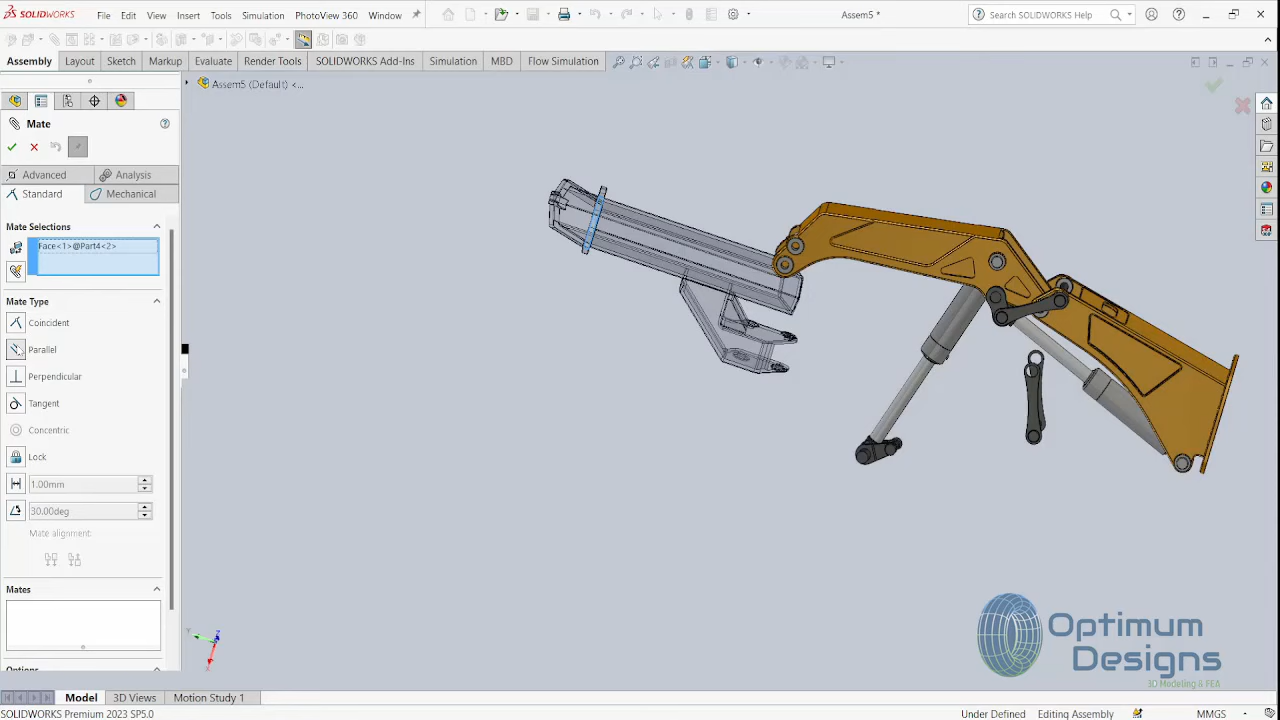 SOLIDWORKS
File Edit View Insert Tools Simulation PhotoView 360 Window
Assem5 *
Search SOLIDWORKS Help
Assembly Layout Sketch Markup Evaluate Render Tools SOLIDWORKS Add-Ins Simulation MBD Flow Simulation
Assem5 (Default) <...
Mate
Advanced Analysis
Standard Mechanical
Mate Selections
Face<1>@Part4<2>
Mate Type
Coincident
Parallel
Perpendicular
Tangent
Concentric
Lock
1.00mm
30.00deg
Mate alignment:
Mates
Options
Optimum
Designs
3D Modeling & FEA
Model 3D Views Motion Study 1
SOLIDWORKS Premium 2023 SP5.0
Under Defined Editing Assembly MMGS